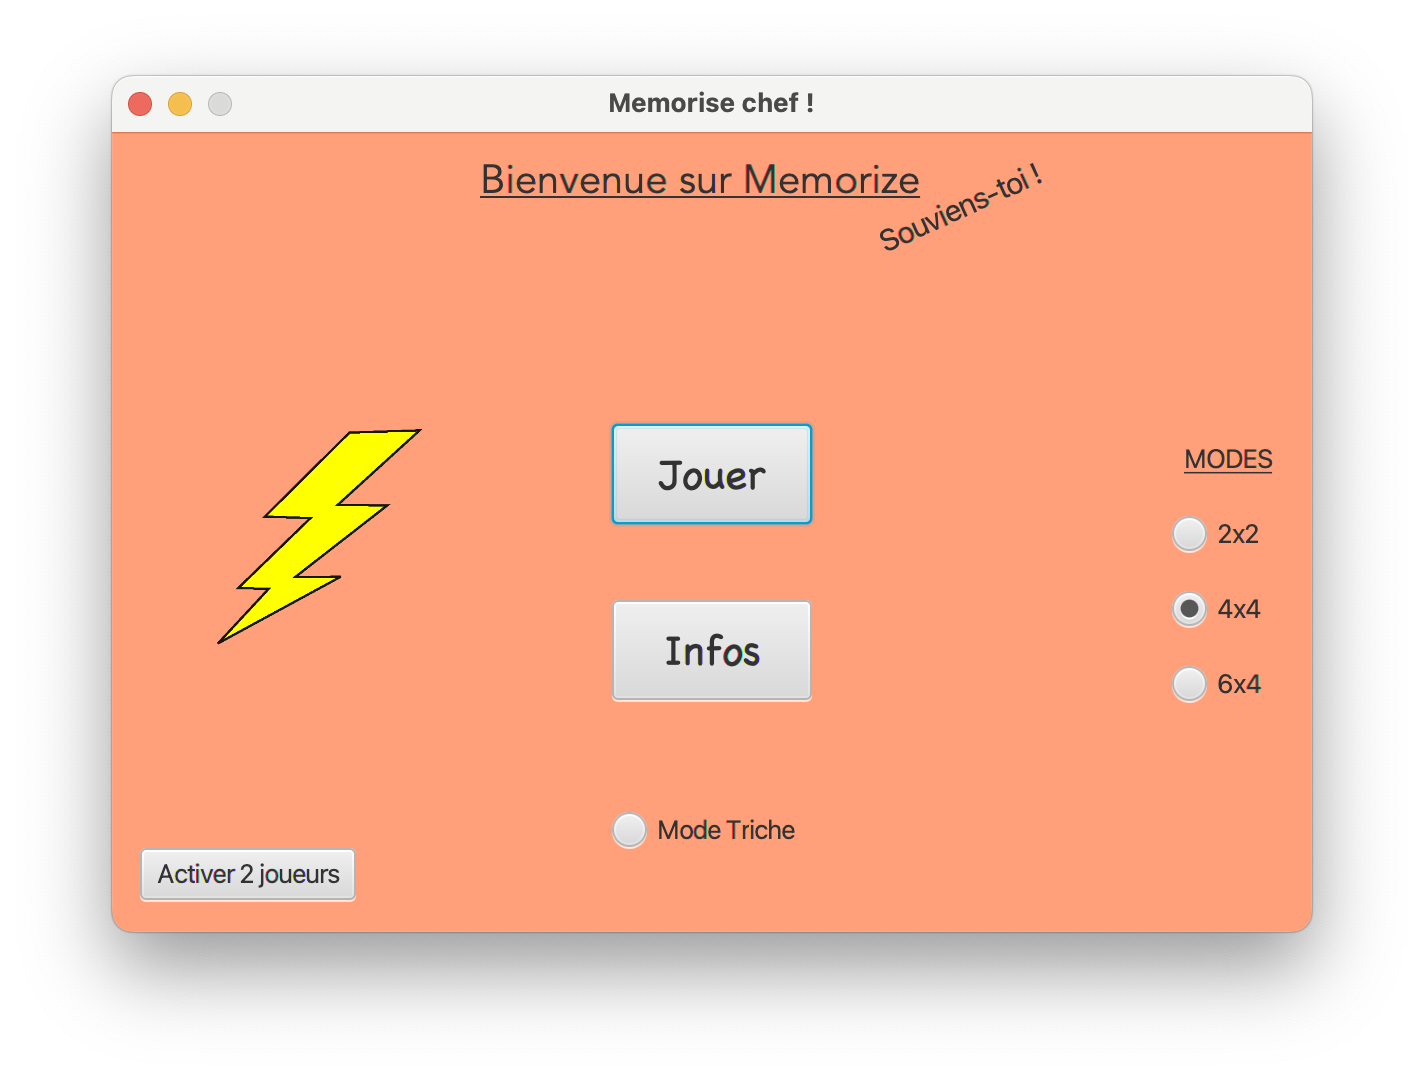 Memorise chef !
Bienvenue sur Memorize
Souviens-toi !
Jouer
Infos
MODES
2x2
4x4
6x4
Mode Triche
Activer 2 joueurs